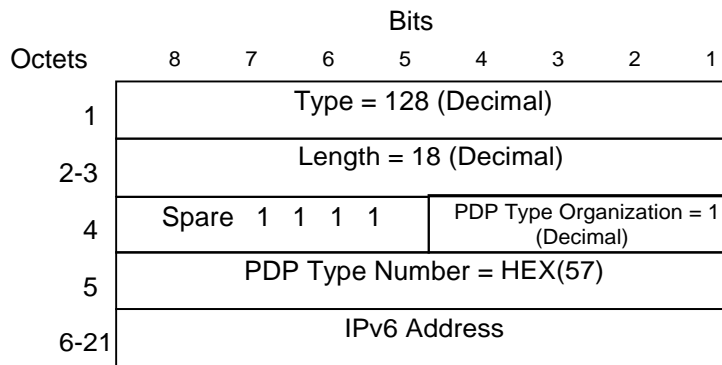 Bits
Octets 8 7 6 5 4 3 2 1
1 Type = 128 (Decimal)
2-3 Length = 18 (Decimal)
4 Spare 1 1 1 1 PDP Type Organization = 1
(Decimal)
5 PDP Type Number = HEX(57)
6-21 IPv6 Address